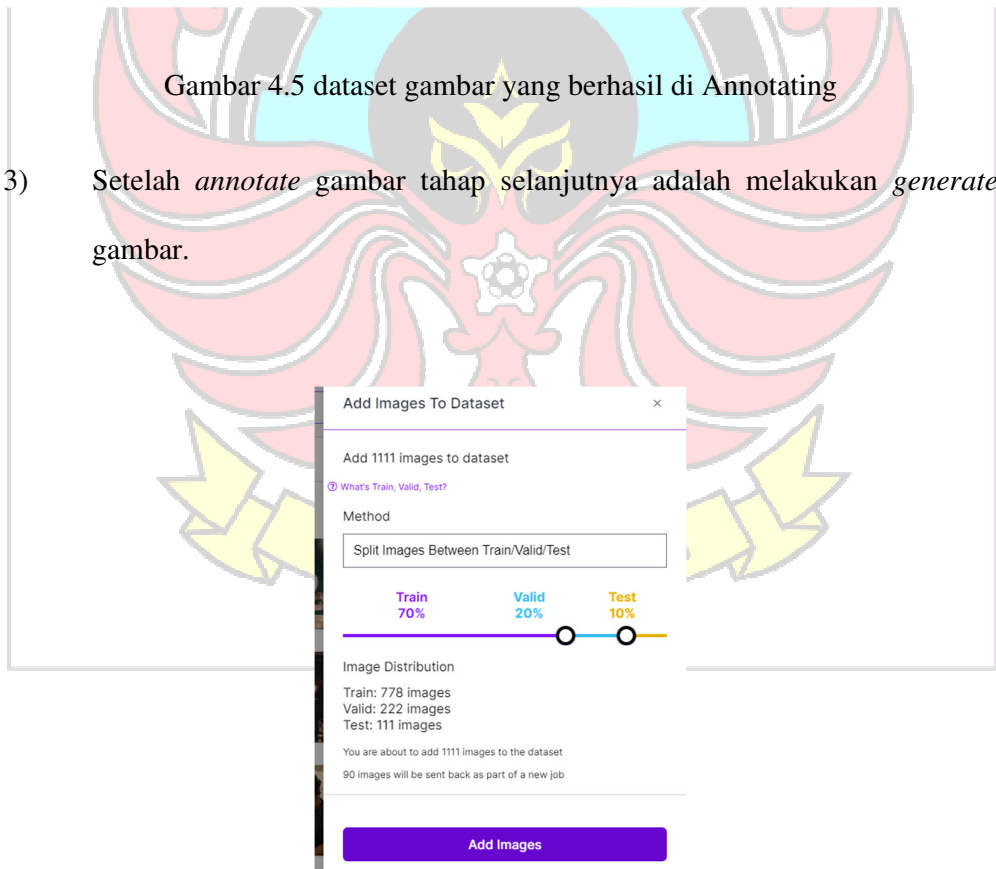 Gambar 4.5 dataset gambar yang berhasil di Annotating
3) Setelah annotate gambar tahap selanjutnya adalah melakukan generate
gambar.
Add Images To Dataset ×
Add 1111 images to dataset
? What's Train, Valid, Test?
Method
Split Images Between Train/Valid/Test
Train Valid Test
70% 20% 10%
Image Distribution
Train: 778 images
Valid: 222 images
Test: 111 images
You are about to add 1111 images to the dataset
90 images will be sent back as part of a new job
Add Images